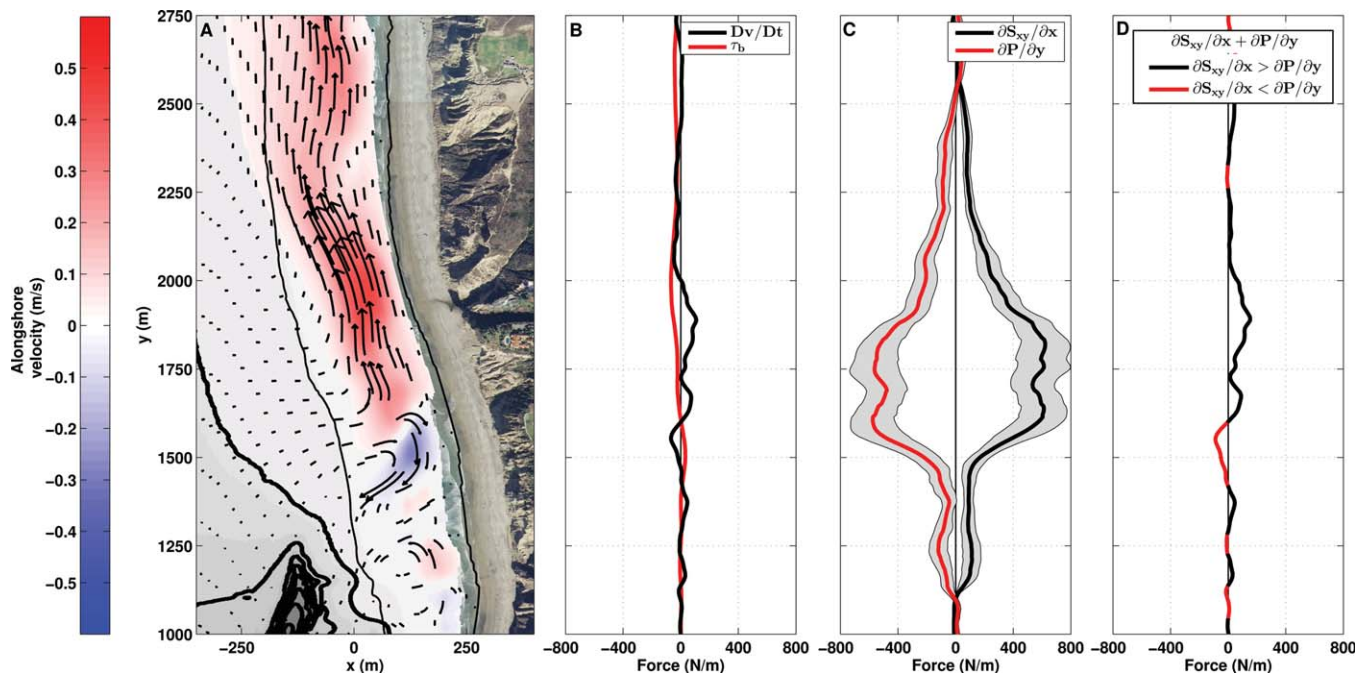 Alongshore
velocity (m/s)
0.5
0.4
0.3
0.2
0.1
0
−0.1
−0.2
−0.3
−0.4
−0.5
y (m)
2750
2500
2250
2000
1750
1500
1250
1000
A
−250
0
250
x (m)
B
Dv/Dt
τb
−800
−400
0
400
800
Force (N/m)
C
∂Sxy/∂x
∂P/∂y
−800
−400
0
400
800
Force (N/m)
D
∂Sxy/∂x + ∂P/∂y
∂Sxy/∂x > ∂P/∂y
∂Sxy/∂x < ∂P/∂y
−800
−400
0
400
800
Force (N/m)